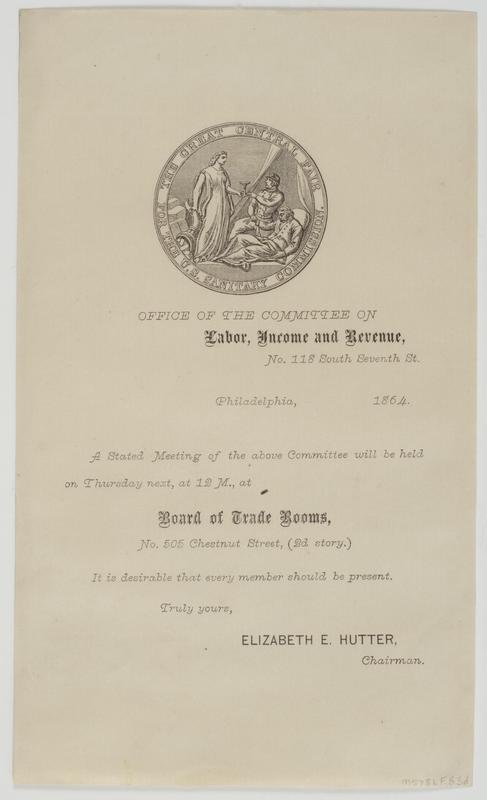 THE GREAT CENTRAL FAIR
FOR THE U.S. SANITARY COMMISSION.
OFFICE OF THE COMMITTEE ON
Labor, Income and Revenue,
No. 118 South Seventh St.
Philadelphia, 1864.
A Stated Meeting of the above Committee will be held
on Thursday next, at 12 M., at
Board of Trade Rooms,
No. 505 Chestnut Street, (2d story.)
It is desirable that every member should be present.
Truly yours,
ELIZABETH E. HUTTER,
Chairman.